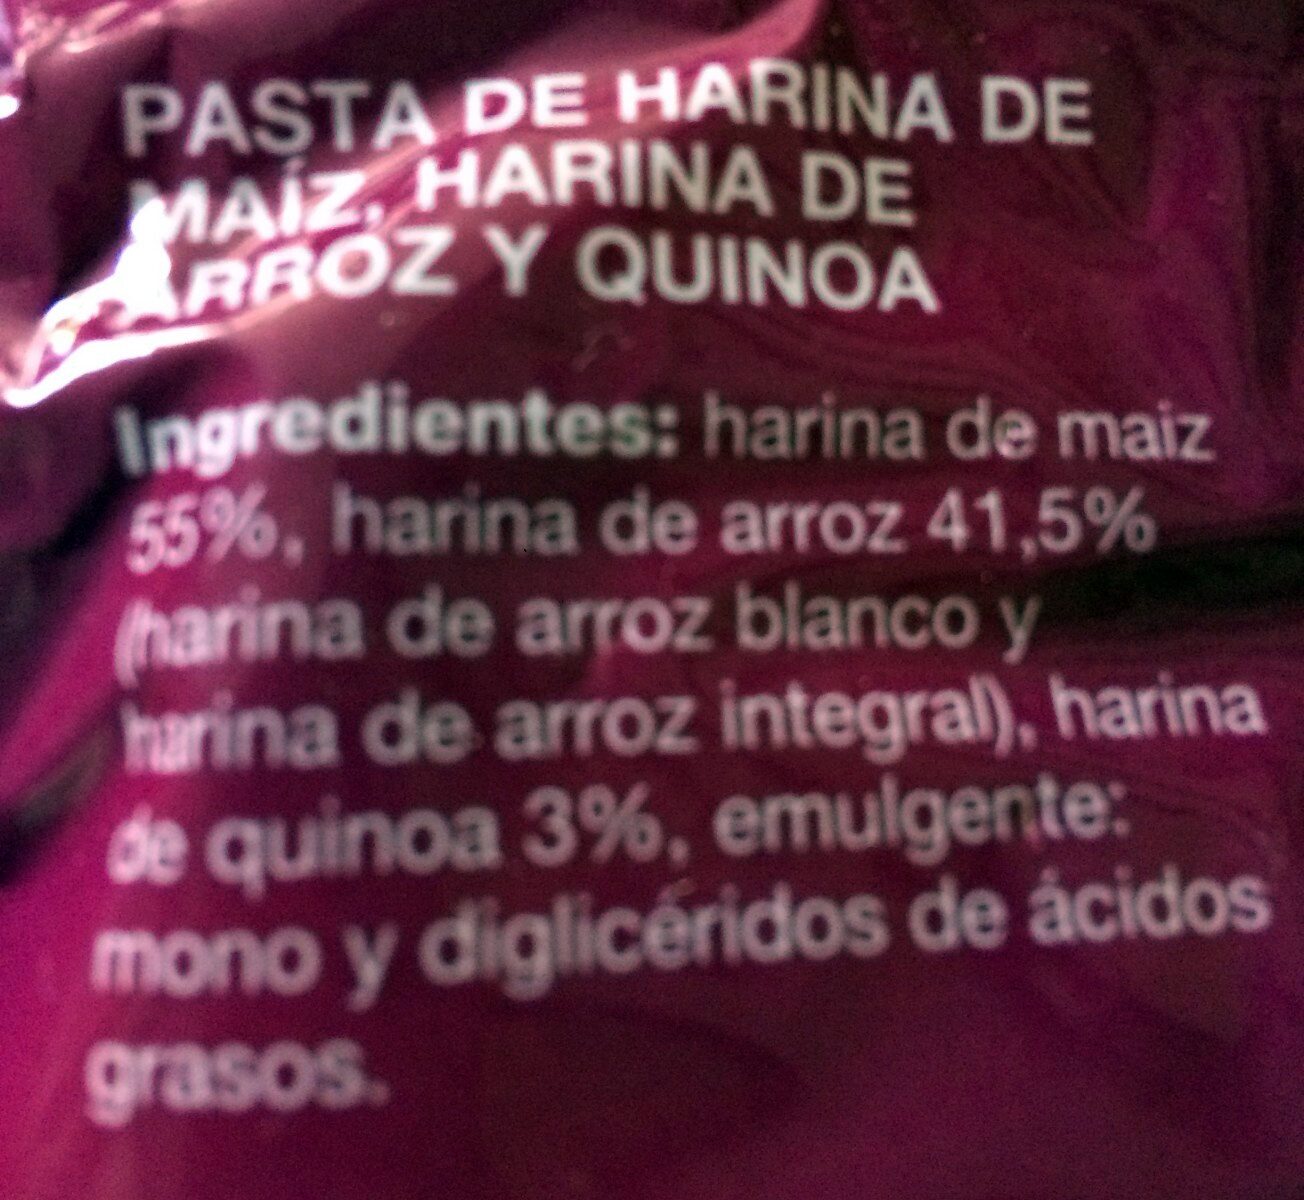 PASTA DE HARINA DE
MAÍZ, HARINA DE
ARROZ Y QUINOA
Ingredientes: harina de maiz
55%, harina de arroz 41,5%
(harina de arroz blanco y
harina de arroz integral), harina
de quinoa 3%, emulgente:
mono y diglicéridos de ácidos
grasos.